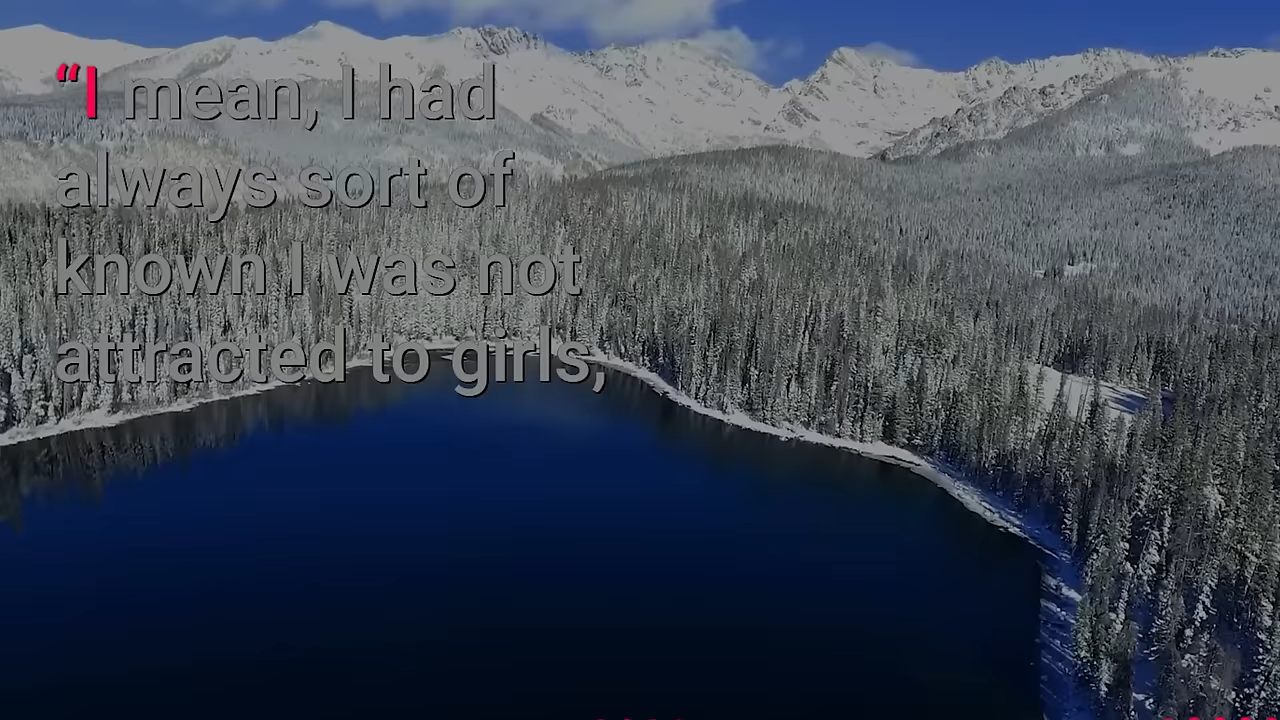 “I mean, I had
always sort of
known I was not
attracted to girls,